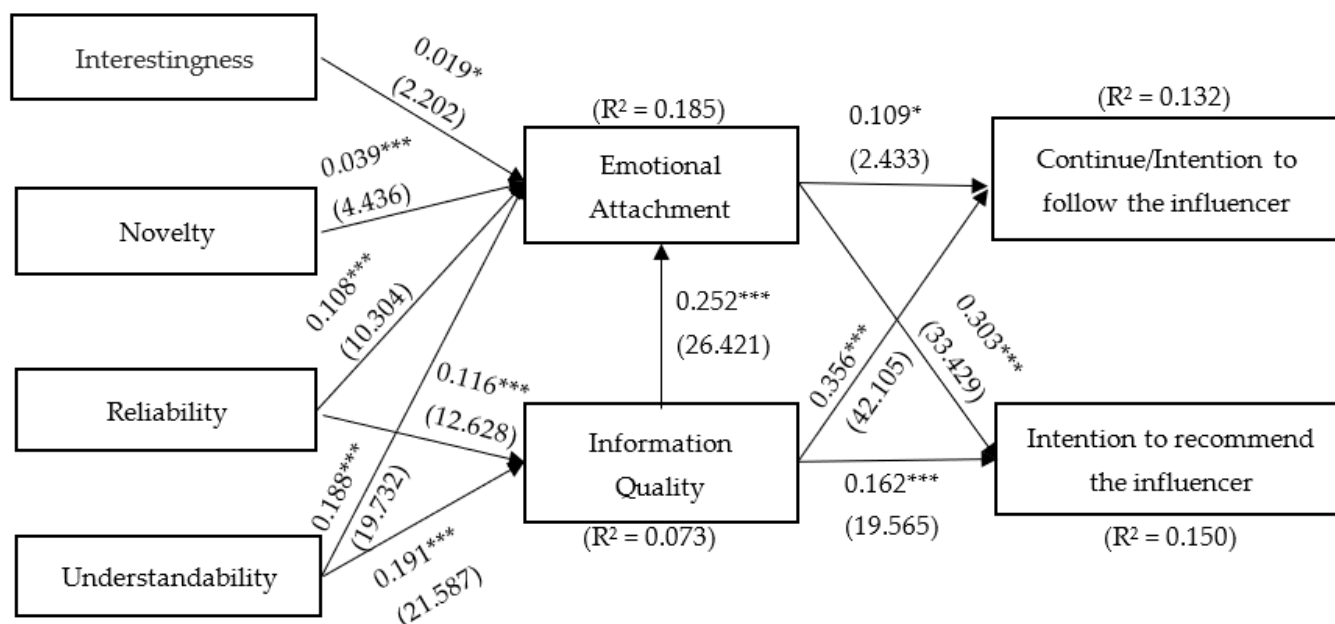 Interestingness
0.019*
(2.202)
(R² = 0.185)
0.109*
(2.433)
(R² = 0.132)
Novelty
0.039***
(4.436)
Emotional
Attachment
Continue/Intention to
follow the influencer
Reliability
0.108***
(10.304)
0.252***
(26.421)
0.303***
(33.429)
0.356***
(42.105)
0.116***
(12.628)
Information
Quality
0.162***
(19.565)
Intention to recommend
the influencer
Understandability
0.188***
(19.732)
0.191***
(21.587)
(R² = 0.073)
(R² = 0.150)